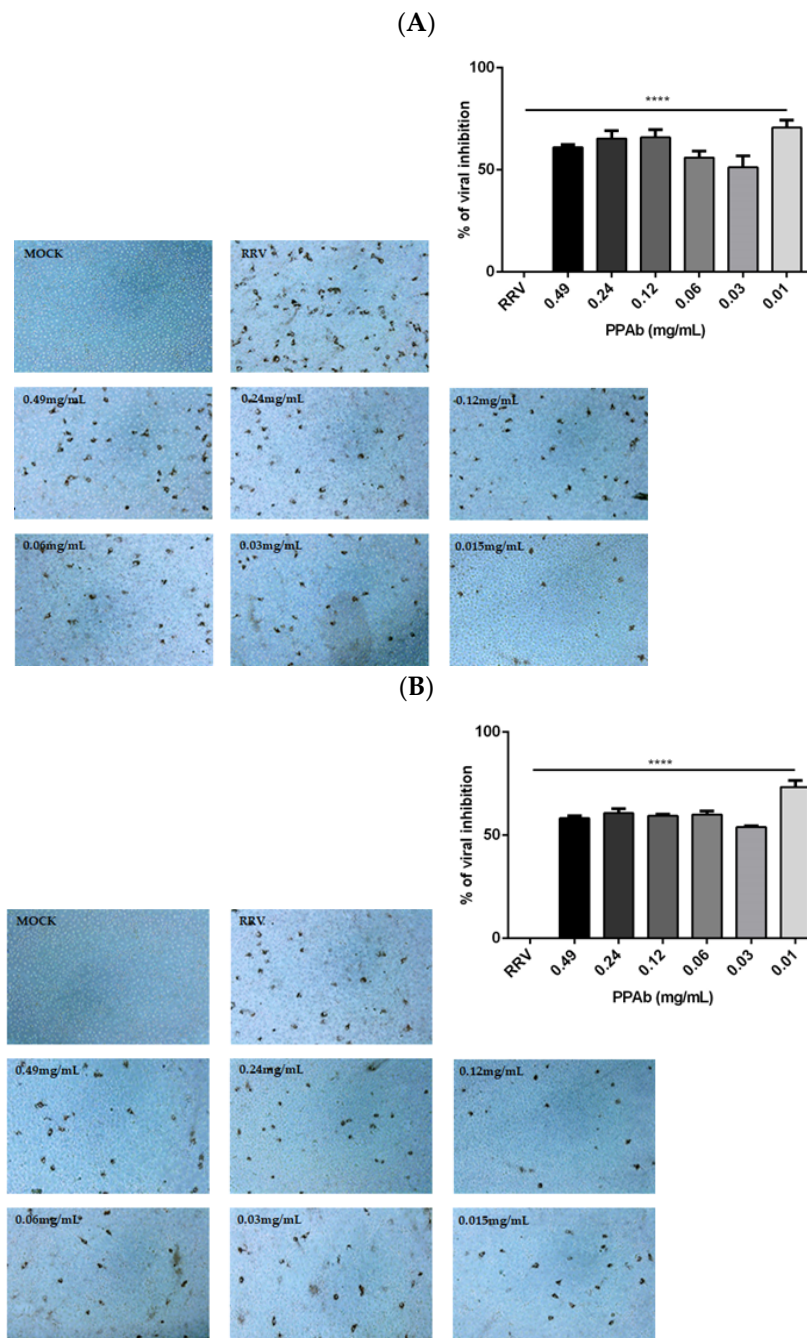 (A)
100
50
0
% of viral inhibition
****
RRV
0.49
0.24
0.12
0.06
0.03
0.01
PPAb (mg/mL)
MOCK
RRV
0.49mg/mL
0.24mg/mL
0.12mg/mL
0.06mg/mL
0.03mg/mL
0.015mg/mL
(B)
100
50
0
% of viral inhibition
****
RRV
0.49
0.24
0.12
0.06
0.03
0.01
PPAb (mg/mL)
MOCK
RRV
0.49mg/mL
0.24mg/mL
0.12mg/mL
0.06mg/mL
0.03mg/mL
0.015mg/mL